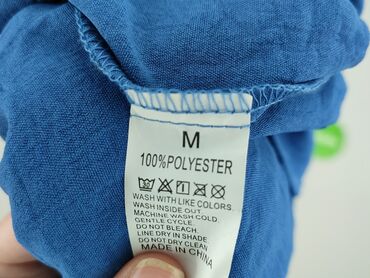 M
100%POLYESTER
WASH WITH LIKE COLORS.
WASH INSIDE OUT.
MACHINE WASH COLD.
GENTLE CYCLE
DO NOT BLEACH.
LINE DRY IN SHADE
DO NOT DRY CLEAN
MADE IN CHINA